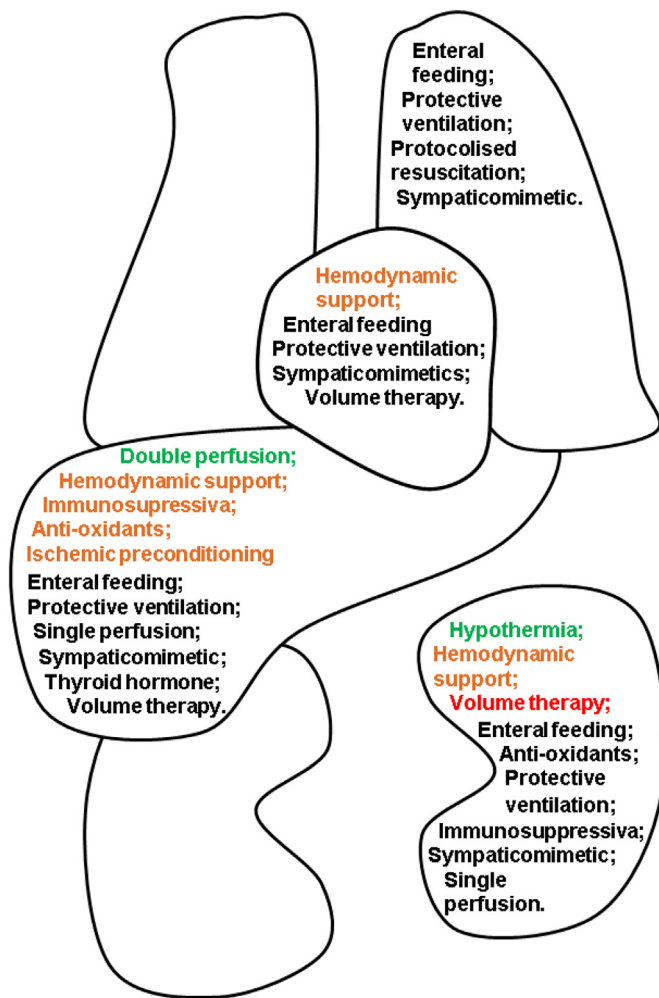 Enteral
feeding;
Protective
ventilation;
Protocolised
resuscitation;
Sympaticomimetic.
Hemodynamic
support;
Enteral feeding
Protective ventilation;
Sympaticomimetics;
Volume therapy.
Double perfusion;
Hemodynamic support;
Immunosupressiva;
Anti-oxidants;
Ischemic preconditioning
Enteral feeding;
Protective ventilation;
Single perfusion;
Sympaticomimetic;
Thyroid hormone;
Volume therapy.
Hypothermia;
Hemodynamic
support;
Volume therapy;
Enteral feeding;
Anti-oxidants;
Protective
ventilation;
Immunosuppressiva;
Sympaticomimetic;
Single
perfusion.